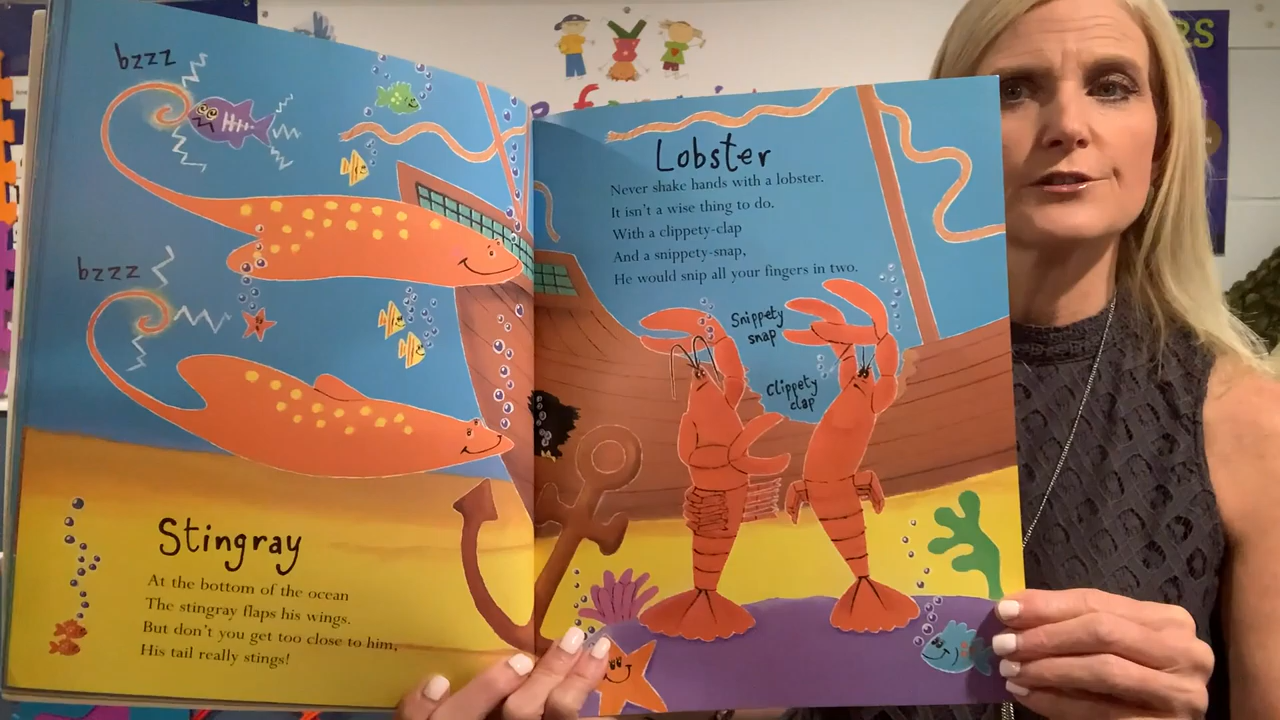 bzzz
bzzz
Stingray
At the bottom of the ocean
The stingray flaps his wings.
But don't you get too close to him,
His tail really stings!
Lobster
Never shake hands with a lobster.
It isn't a wise thing to do.
With a clippety-clap
And a snippety-snap,
He would snip all your fingers in two.
Snippety
snap
Clippety
clap
RS